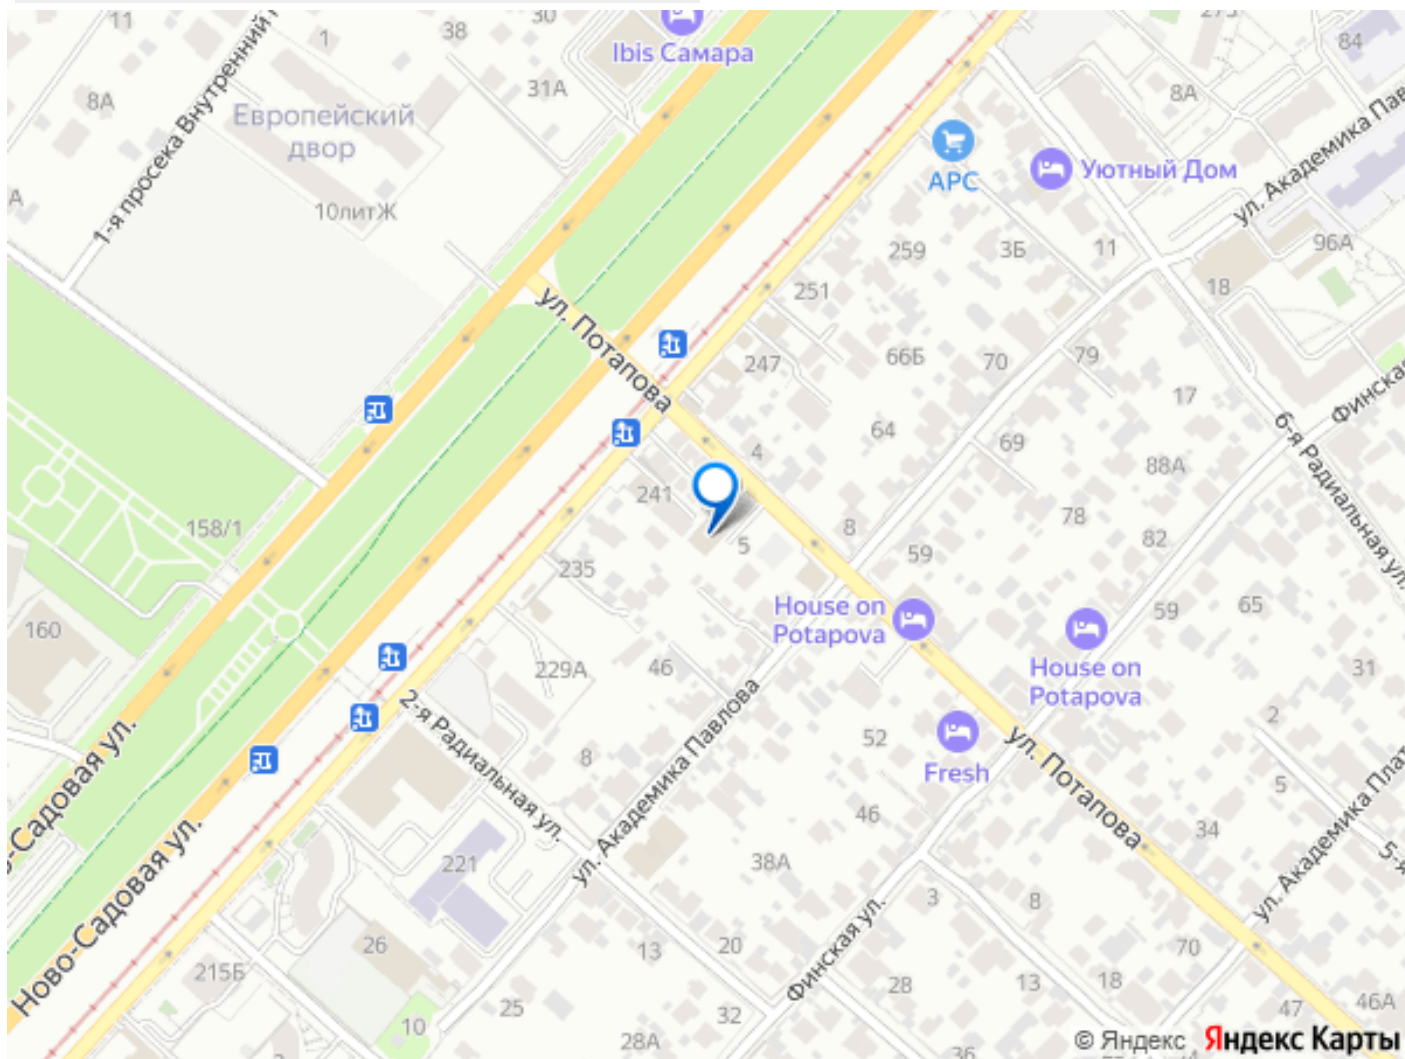 11
38
30
Ibis Самара
273
84
1
31А
8А
8А
Европейский
двор
1-я просека Внутренний
ул. Академика Пав
АРС
Уютный Дом
10литЖ
259
3Б
11
96А
18
251
ул. Потапова
247
66Б
70
79
17
Финская
6-я Радиальная ул.
64
69
4
88А
241
158/1
78
8
82
5
59
235
House on
Potapova
59
65
160
House on
Potapova
46
229А
31
2-я Радиальная ул.
ул. Академика Павлова
2
52
Fresh
ул. Потапова
8
5
о-Садовая ул.
46
34
ул. Академика Плат
5-я
Ново-Садовая ул.
221
38А
3
8
Финская ул.
26
13
20
70
215Б
28
13
18
25
32
47
46А
10
28А
36
© Яндекс Яндекс Карты